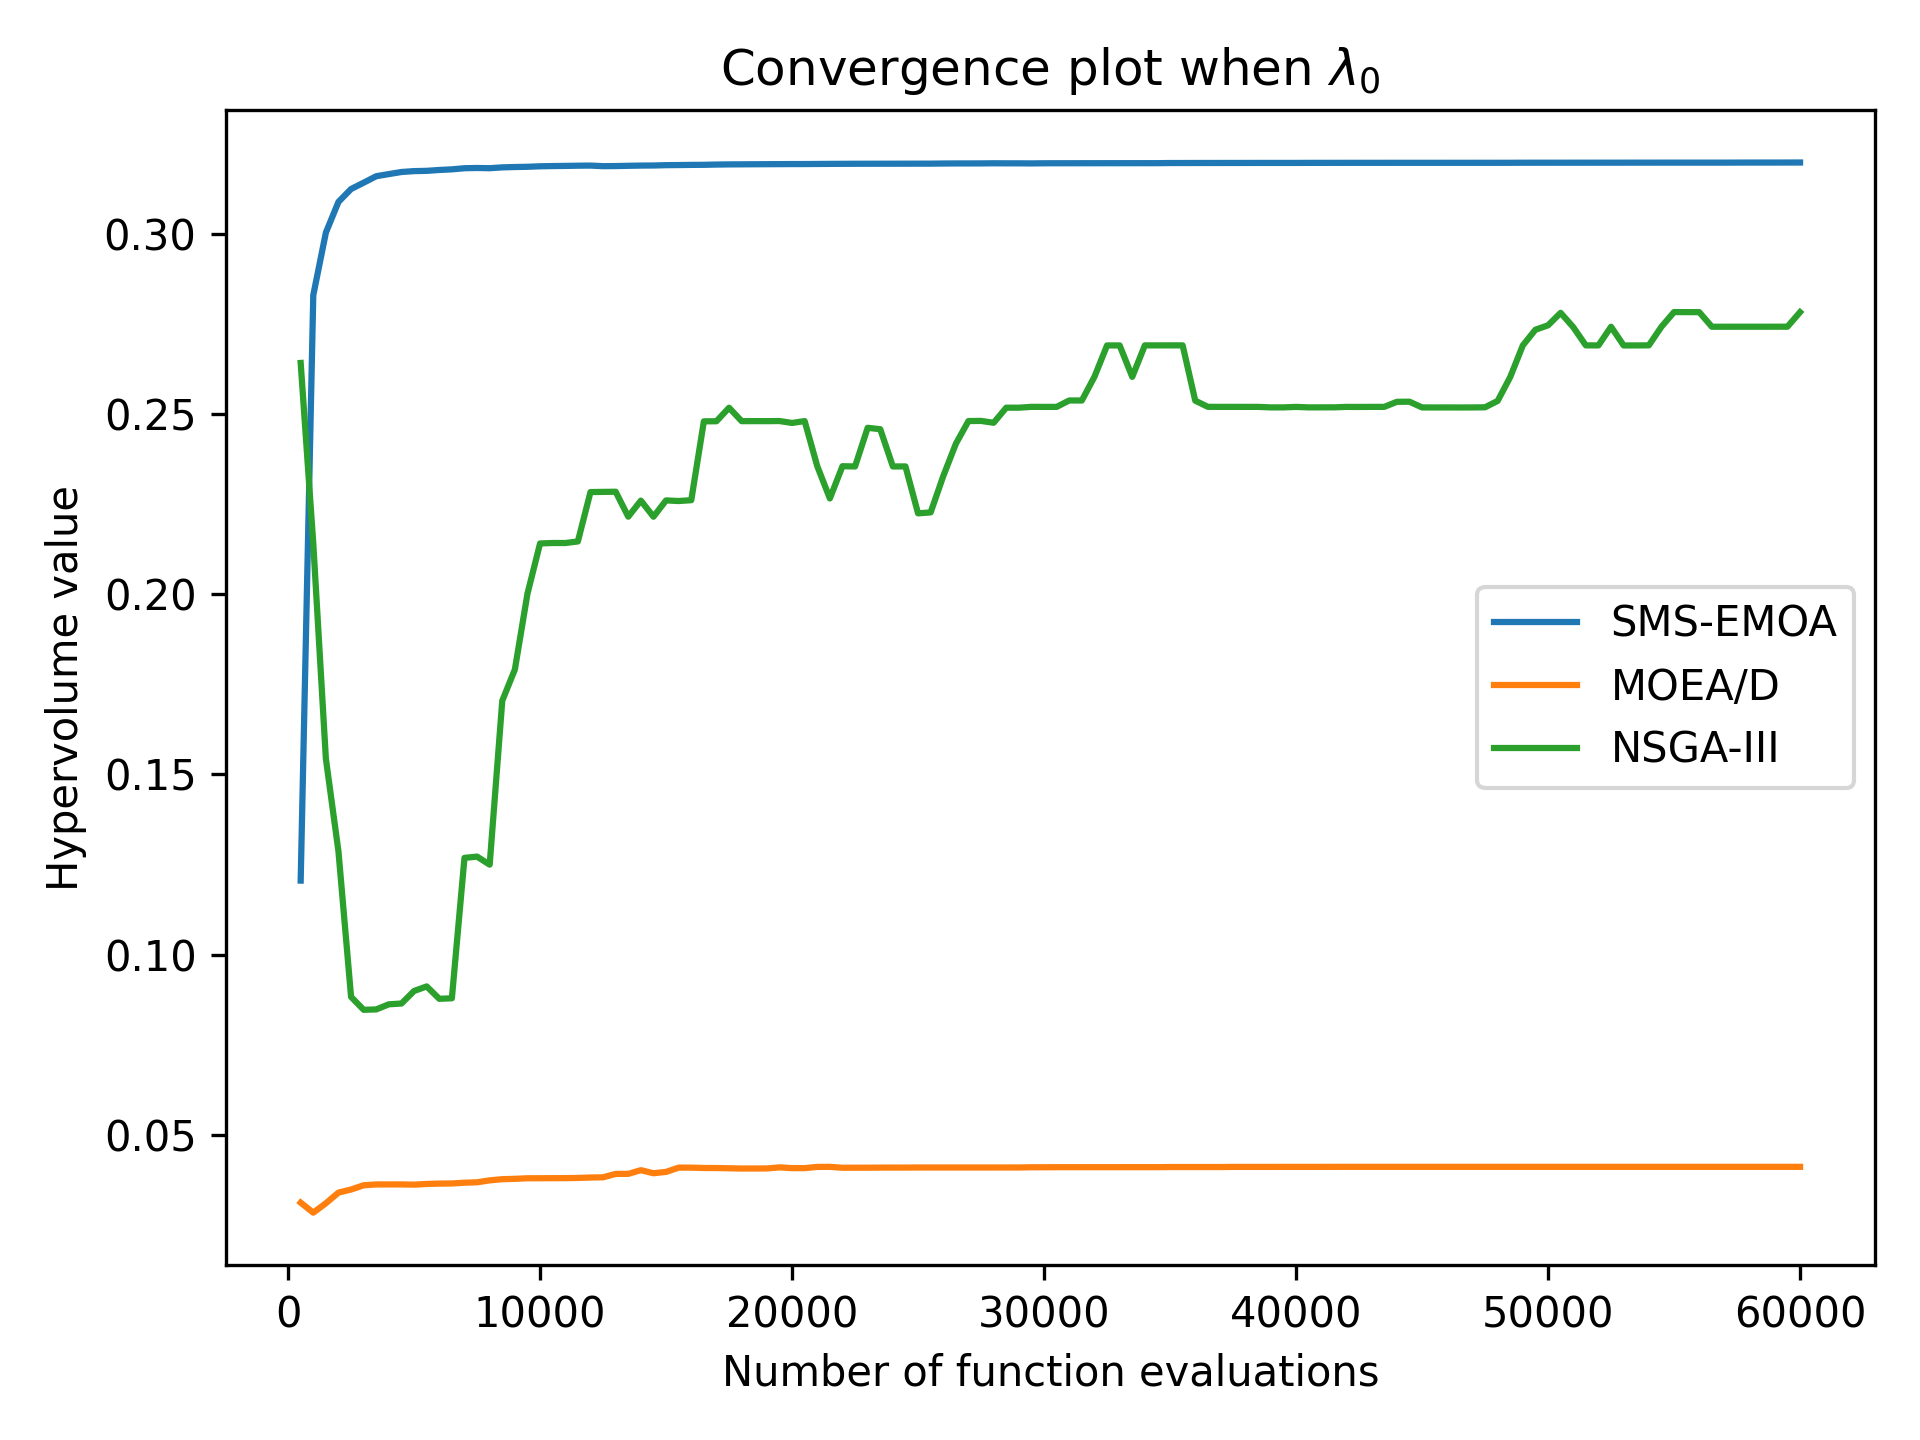 Convergence plot when λ₀
Hypervolume value
0.30
0.25
0.20
0.15
0.10
0.05
SMS-EMOA
MOEA/D
NSGA-III
0 10000 20000 30000 40000 50000 60000
Number of function evaluations